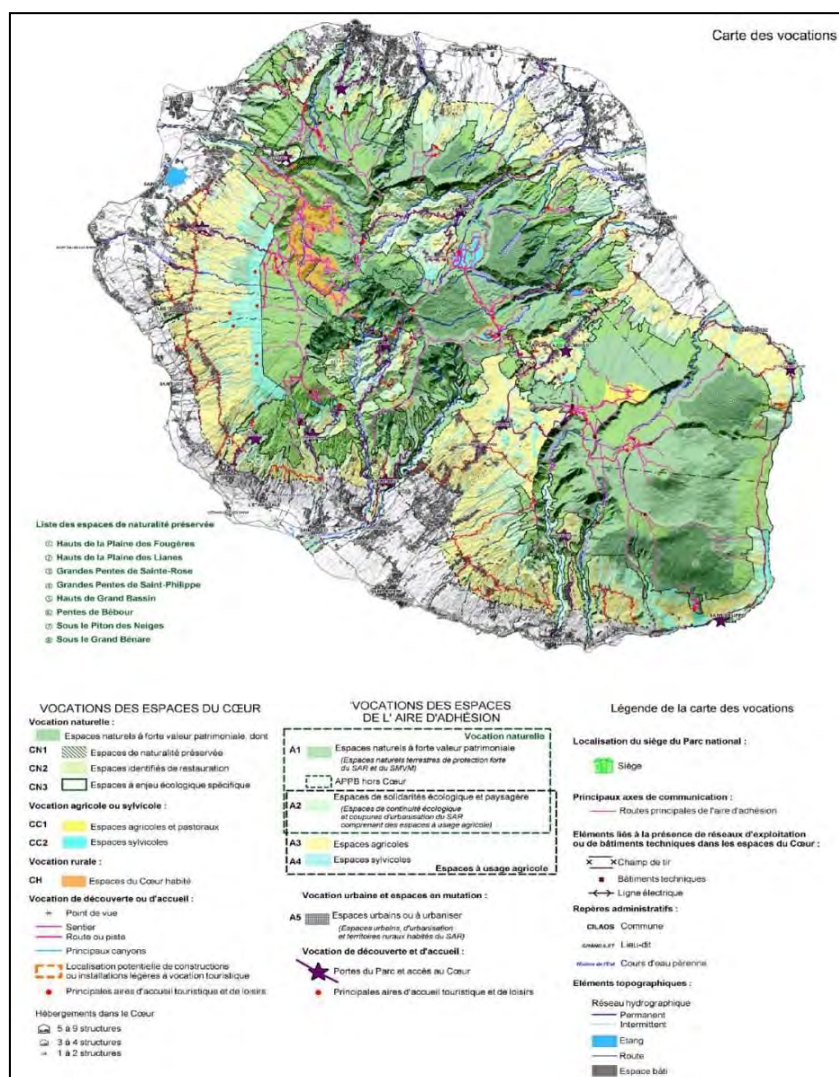 Carte des vocations
Liste des espaces de naturalité préservée
① Hauts de la Plaine des Fougères
② Hauts de la Plaine des Lianes
③ Grandes Pentes de Sainte-Rose
④ Grandes Pentes de Saint-Philippe
⑤ Hauts de Grand Bassin
⑥ Pentes de Bébour
⑦ Sous le Piton des Neiges
⑧ Sous le Grand Bénare
VOCATIONS DES ESPACES DU CŒUR
Vocation naturelle :
Espaces naturels à forte valeur patrimoniale, dont
CN1 Espaces de naturalité préservée
CN2 Espaces identifiés de restauration
CN3 Espaces à enjeu écologique spécifique
Vocation agricole ou sylvicole :
CC1 Espaces agricoles et pastoraux
CC2 Espaces sylvicoles
Vocation rurale :
CH Espaces du Cœur habité
Vocation de découverte ou d'accueil :
Point de vue
Sentier
Route ou piste
Principaux canyons
Localisation potentielle de constructions
ou installations légères à vocation touristique
Principales aires d'accueil touristique et de loisirs
Hébergements dans le Cœur
5 à 9 structures
3 à 4 structures
1 à 2 structures
VOCATIONS DES ESPACES
DE L' AIRE D'ADHÉSION
Vocation naturelle
A1 Espaces naturels à forte valeur patrimoniale
(Espaces naturels terrestres de protection forte
du SAR et du SMVM)
APPB hors Cœur
A2 Espaces de solidarités écologique et paysagère
(Espaces de continuité écologique
et coupures d'urbanisation du SAR
comprenant des espaces à usage agricole)
A3 Espaces agricoles
A4 Espaces sylvicoles
Espaces à usage agricole
Vocation urbaine et espaces en mutation :
A5 Espaces urbains ou à urbaniser
(Espaces urbains, d'urbanisation
et territoires ruraux habités du SAR)
Vocation de découverte et d'accueil :
Portes du Parc et accès au Cœur
Principales aires d'accueil touristique et de loisirs
Légende de la carte des vocations
Localisation du siège du Parc national :
Siège
Principaux axes de communication :
Routes principales de l'aire d'adhésion
Eléments liés à la présence de réseaux d'exploitation
ou de bâtiments techniques dans les espaces du Cœur :
Champ de tir
Bâtiments techniques
Ligne électrique
Repères administratifs :
CILAOS Commune
Lieu-dit
Cours d'eau pérenne
Eléments topographiques :
Réseau hydrographique
Permanent
Intermittent
Etang
Route
Espace bâti